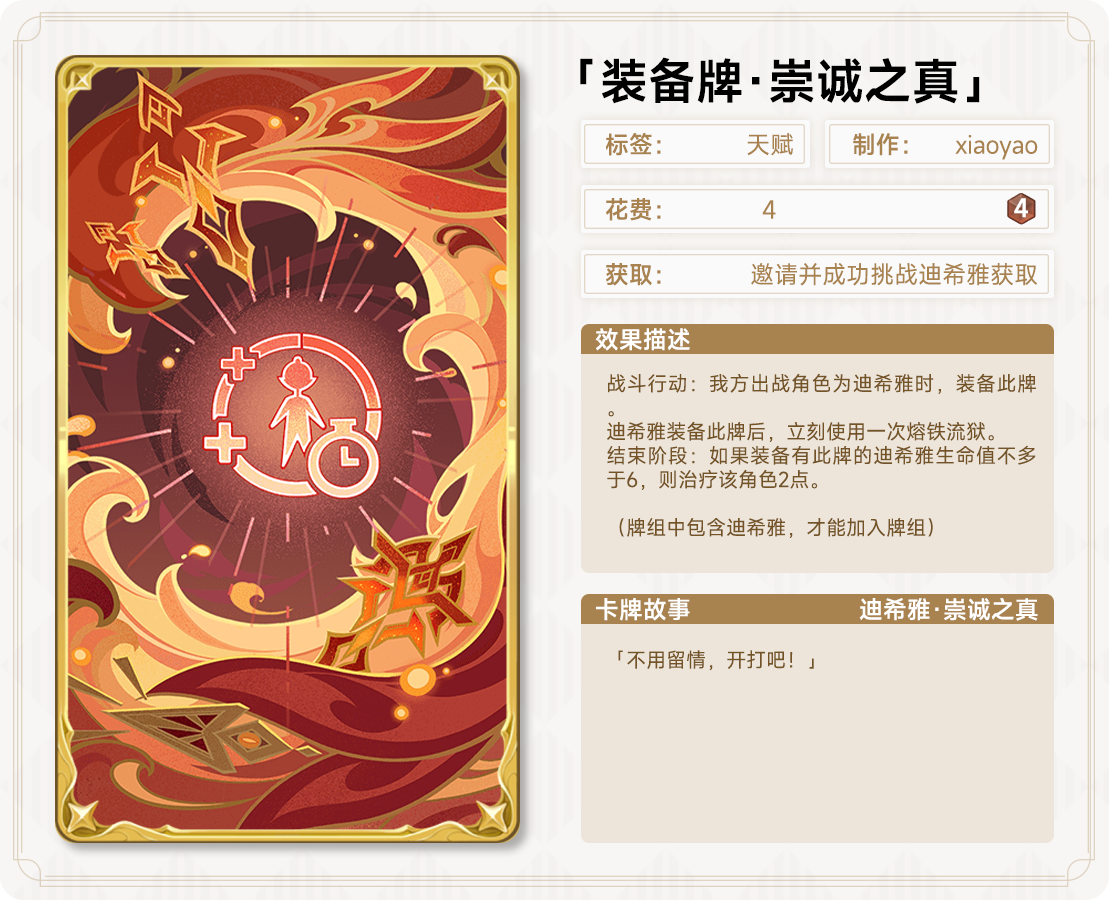 「装备牌·崇诚之真」
标签： 天赋
制作： xiaoyao
花费： 4 4
获取： 邀请并成功挑战迪希雅获取
效果描述
战斗行动：我方出战角色为迪希雅时，装备此牌
。
迪希雅装备此牌后，立刻使用一次熔铁流狱。
结束阶段：如果装备有此牌的迪希雅生命值不多
于6，则治疗该角色2点。
（牌组中包含迪希雅，才能加入牌组）
卡牌故事 迪希雅·崇诚之真
「不用留情，开打吧！」